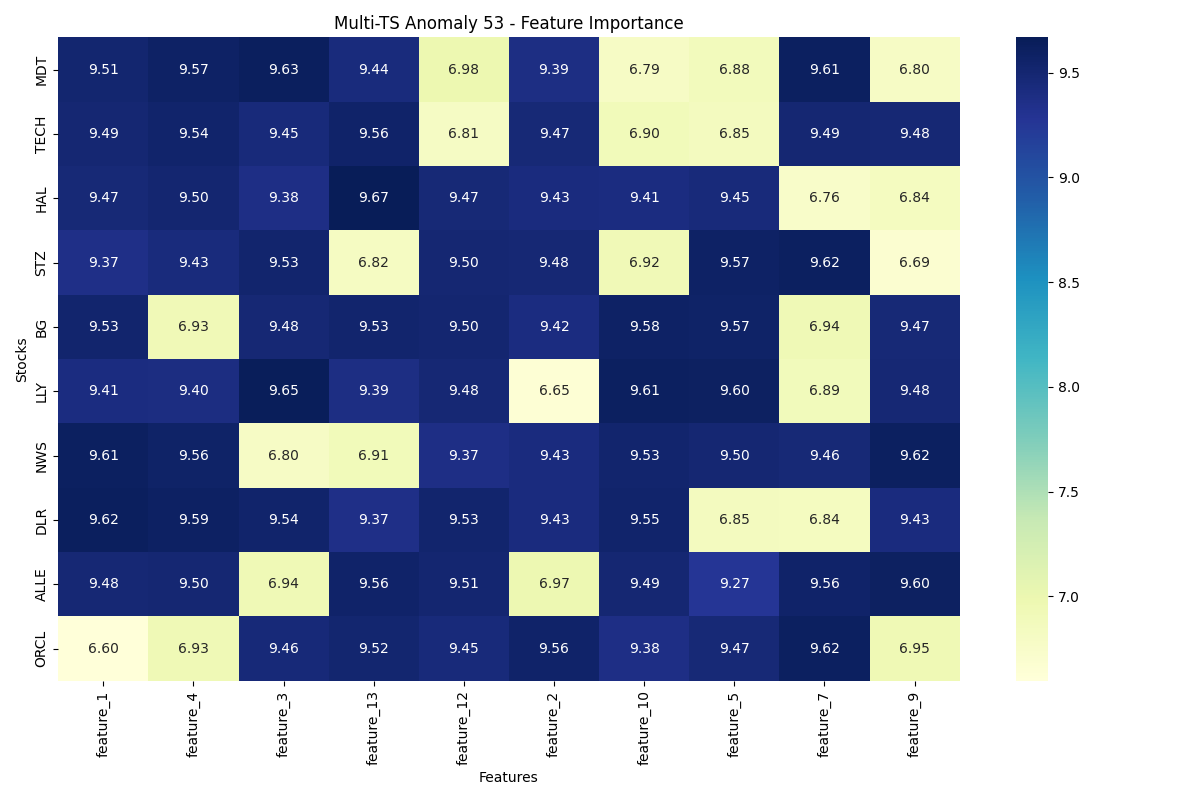 Multi-TS Anomaly 53 - Feature Importance
Stocks
MDT 9.51 9.57 9.63 9.44 6.98 9.39 6.79 6.88 9.61 6.80
TECH 9.49 9.54 9.45 9.56 6.81 9.47 6.90 6.85 9.49 9.48
HAL 9.47 9.50 9.38 9.67 9.47 9.43 9.41 9.45 6.76 6.84
STZ 9.37 9.43 9.53 6.82 9.50 9.48 6.92 9.57 9.62 6.69
BG 9.53 6.93 9.48 9.53 9.50 9.42 9.58 9.57 6.94 9.47
LLY 9.41 9.40 9.65 9.39 9.48 6.65 9.61 9.60 6.89 9.48
NWS 9.61 9.56 6.80 6.91 9.37 9.43 9.53 9.50 9.46 9.62
DLR 9.62 9.59 9.54 9.37 9.53 9.43 9.55 6.85 6.84 9.43
ALLE 9.48 9.50 6.94 9.56 9.51 6.97 9.49 9.27 9.56 9.60
ORCL 6.60 6.93 9.46 9.52 9.45 9.56 9.38 9.47 9.62 6.95
feature_1 feature_4 feature_3 feature_13 feature_12 feature_2 feature_10 feature_5 feature_7 feature_9
Features
9.5
9.0
8.5
8.0
7.5
7.0